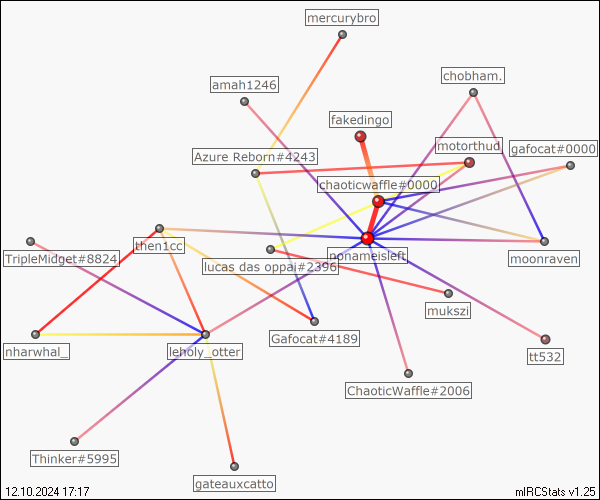 mercurybro
chobham.
amah1246
fakedingo
motorthud
gafocat#0000
Azure Reborn#4243
chaoticwaffle#0000
then1cc
nonameisleft
TripleMidget#8824
lucas das oppai#2396
moonraven
mukszi
Gafocat#4189
nharwhal_
leholy_otter
tt532
ChaoticWaffle#2006
Thinker#5995
gateauxcatto
12.10.2024 17:17
mIRCStats v1.25